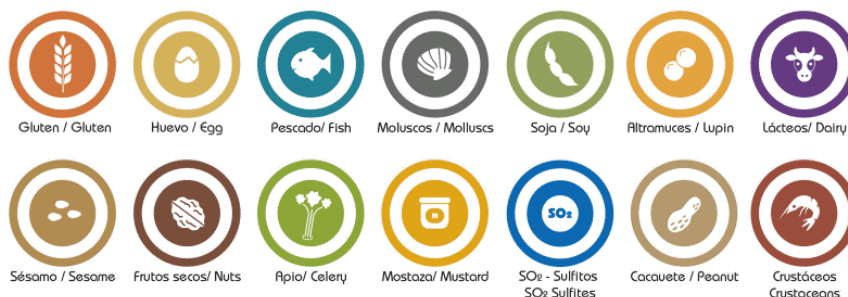 Gluten / Gluten
Huevo / Egg
Pescado/ Fish
Moluscos / Molluscs
Soja / Soy
Altramuces / Lupin
Lácteos/ Dairy
M
SO₂
Sésamo / Sesame
Frutos secos/ Nuts
Apio/ Celery
Mostaza/ Mustard
SO₂ - Sulfitos
SO₂ Sulfites
Cacauete / Peanut
Crustáceos
Crustaceans